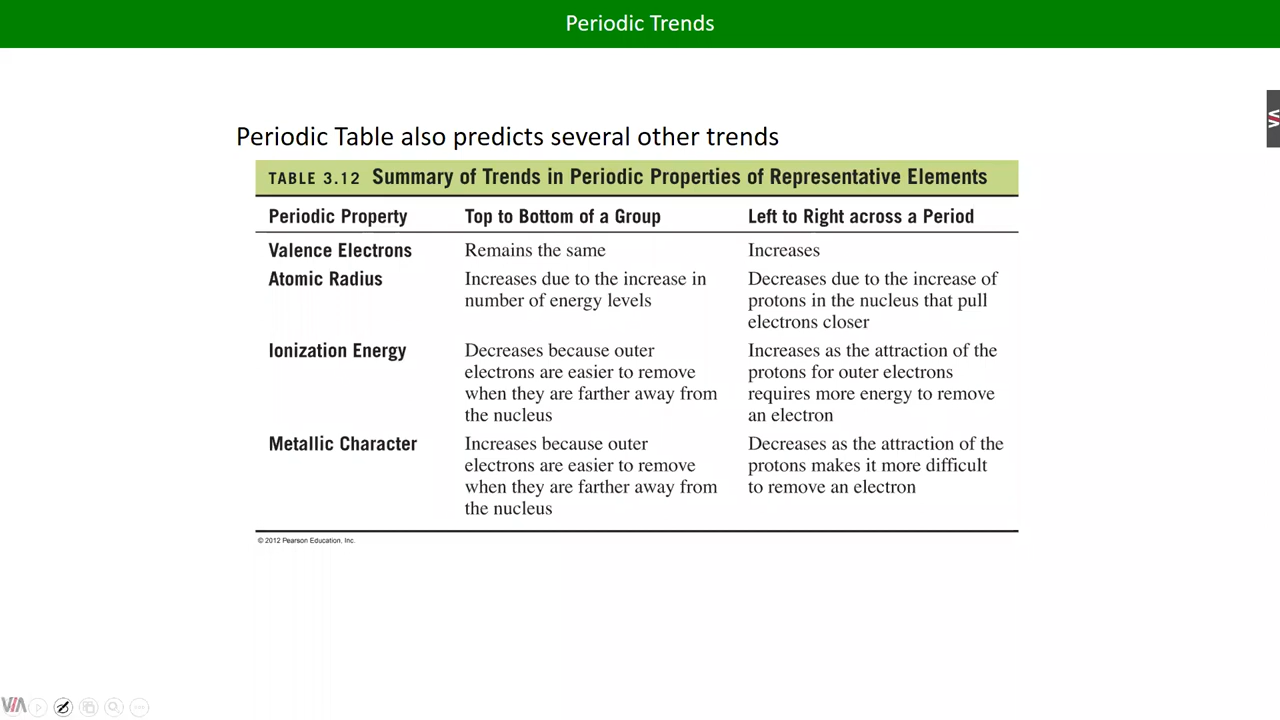 Periodic Trends
Periodic Table also predicts several other trends
TABLE 3.12 Summary of Trends in Periodic Properties of Representative Elements
Periodic Property Top to Bottom of a Group Left to Right across a Period
Valence Electrons Remains the same Increases
Atomic Radius Increases due to the increase in Decreases due to the increase of
number of energy levels protons in the nucleus that pull
electrons closer
Ionization Energy Decreases because outer Increases as the attraction of the
electrons are easier to remove protons for outer electrons
when they are farther away from requires more energy to remove
the nucleus an electron
Metallic Character Increases because outer Decreases as the attraction of the
electrons are easier to remove protons makes it more difficult
when they are farther away from to remove an electron
the nucleus
© 2012 Pearson Education, Inc.
VIA
VIA